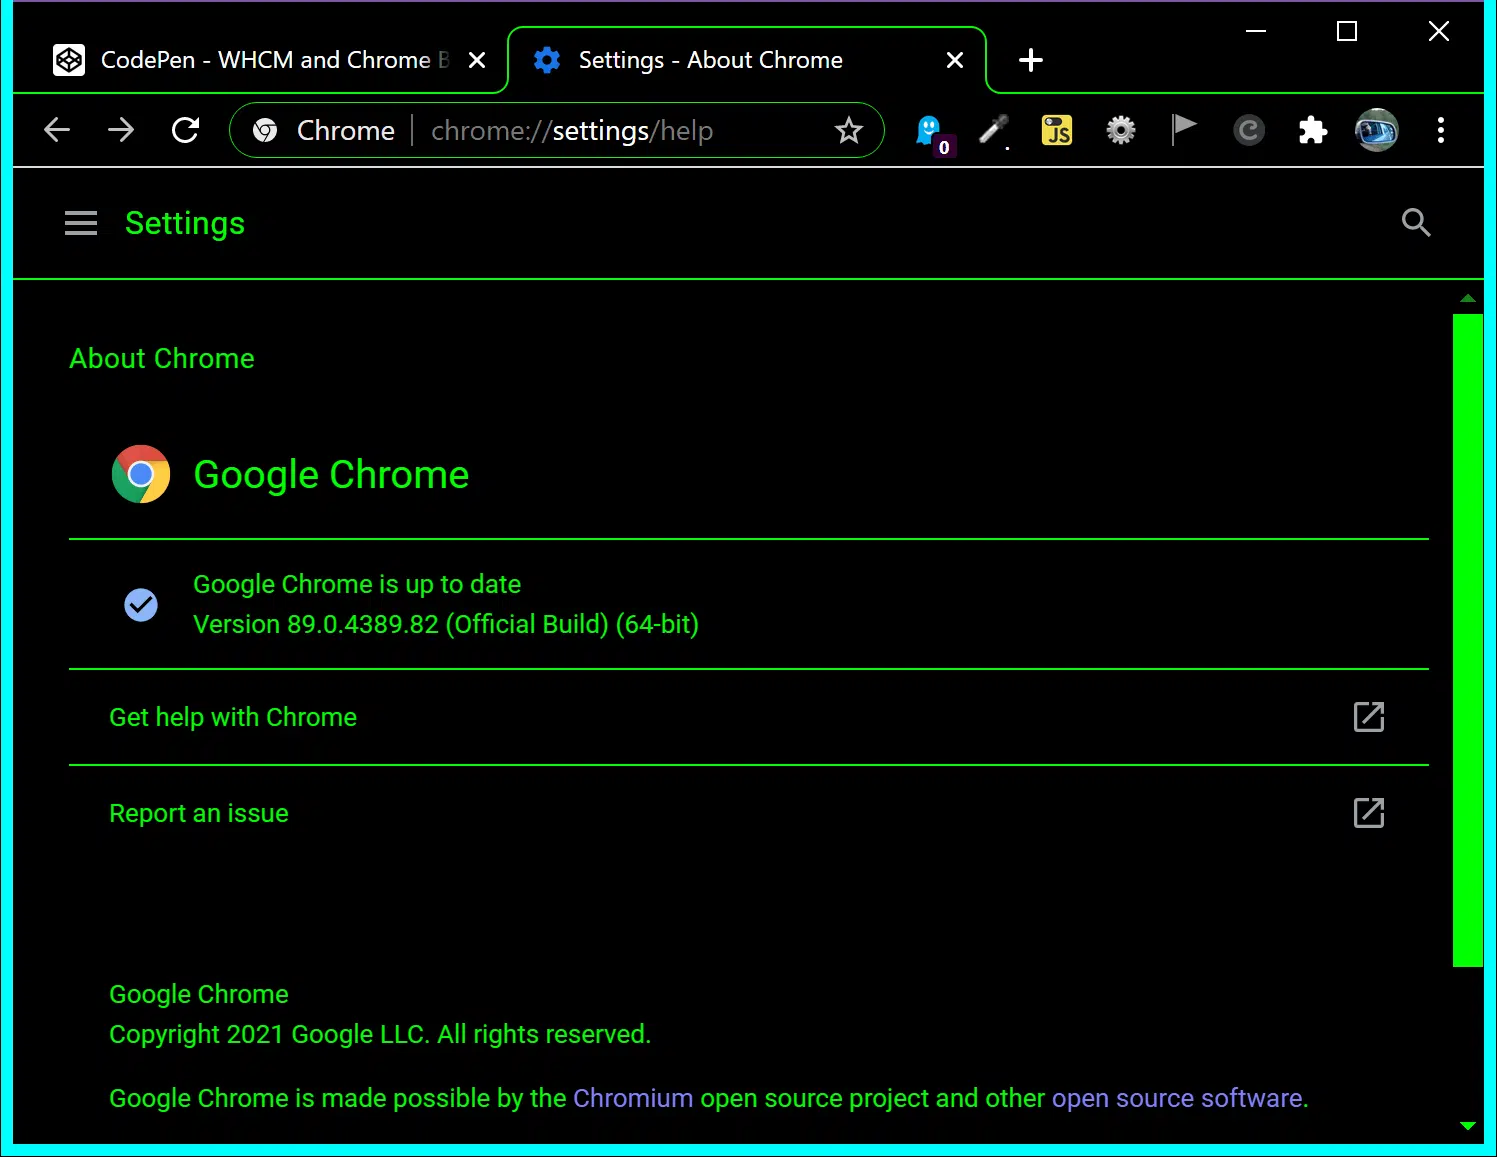 CodePen - WHCM and Chrome B
Settings - About Chrome
Chrome
chrome://settings/help
0
JS
C
Settings
About Chrome
Google Chrome
Google Chrome is up to date
Version 89.0.4389.82 (Official Build) (64-bit)
Get help with Chrome
Report an issue
Google Chrome
Copyright 2021 Google LLC. All rights reserved.
Google Chrome is made possible by the Chromium open source project and other open source software.